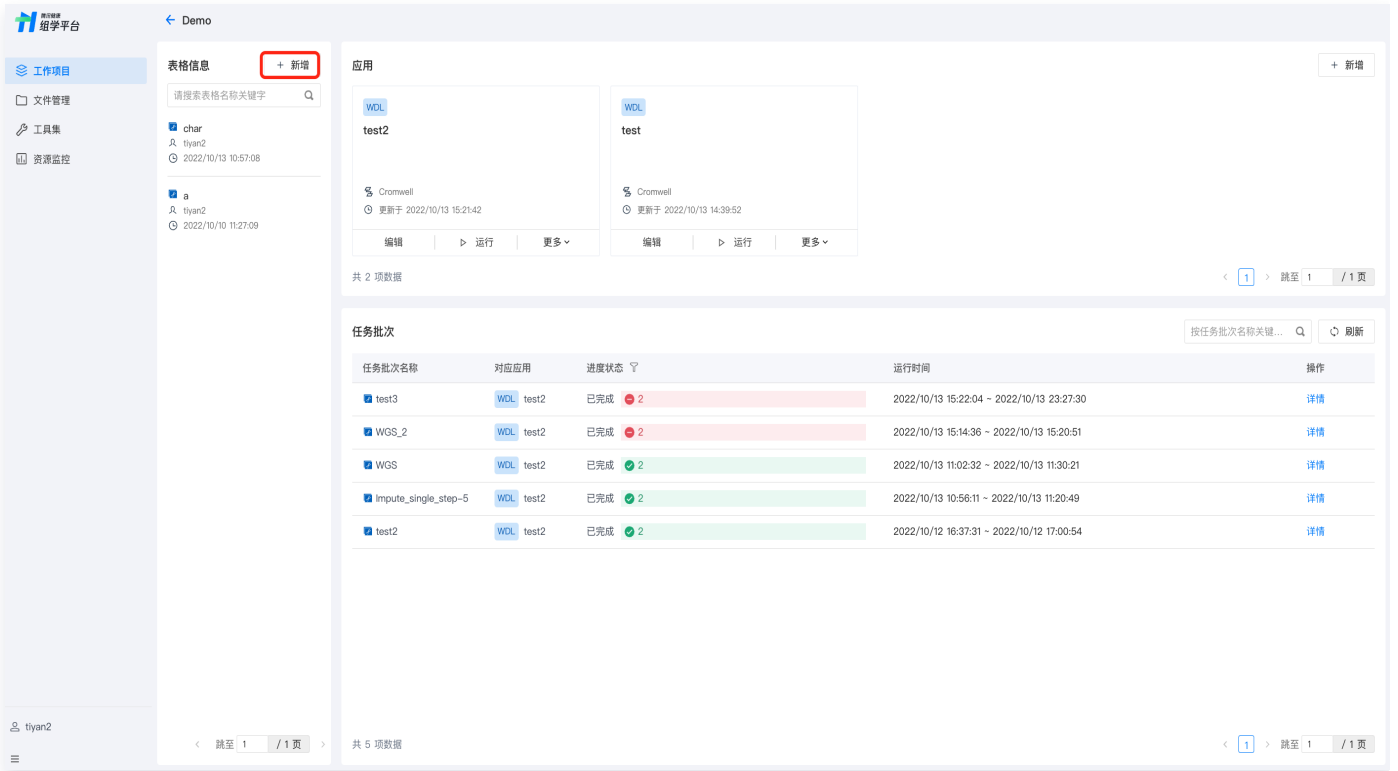 腾讯健康
组学平台
Demo
工作项目
文件管理
工具集
资源监控
tiyan2
表格信息
+ 新增
请搜索表格名称关键字
char
tiyan2
2022/10/13 10:57:08
a
tiyan2
2022/10/10 11:27:09
跳至 1 / 1 页
应用
+ 新增
WDL
test2
Cromwell
更新于 2022/10/13 15:21:42
编辑 运行 更多
WDL
test
Cromwell
更新于 2022/10/13 14:39:52
编辑 运行 更多
共 2 项数据
1 跳至 1 / 1 页
任务批次
按任务批次名称关键... 刷新
任务批次名称 对应应用 进度状态 运行时间 操作
test3 WDL test2 已完成 2 2022/10/13 15:22:04 ~ 2022/10/13 23:27:30 详情
WGS_2 WDL test2 已完成 2 2022/10/13 15:14:36 ~ 2022/10/13 15:20:51 详情
WGS WDL test2 已完成 2 2022/10/13 11:02:32 ~ 2022/10/13 11:30:21 详情
Impute_single_step-5 WDL test2 已完成 2 2022/10/13 10:56:11 ~ 2022/10/13 11:20:49 详情
test2 WDL test2 已完成 2 2022/10/12 16:37:31 ~ 2022/10/12 17:00:54 详情
共 5 项数据
1 跳至 1 / 1 页